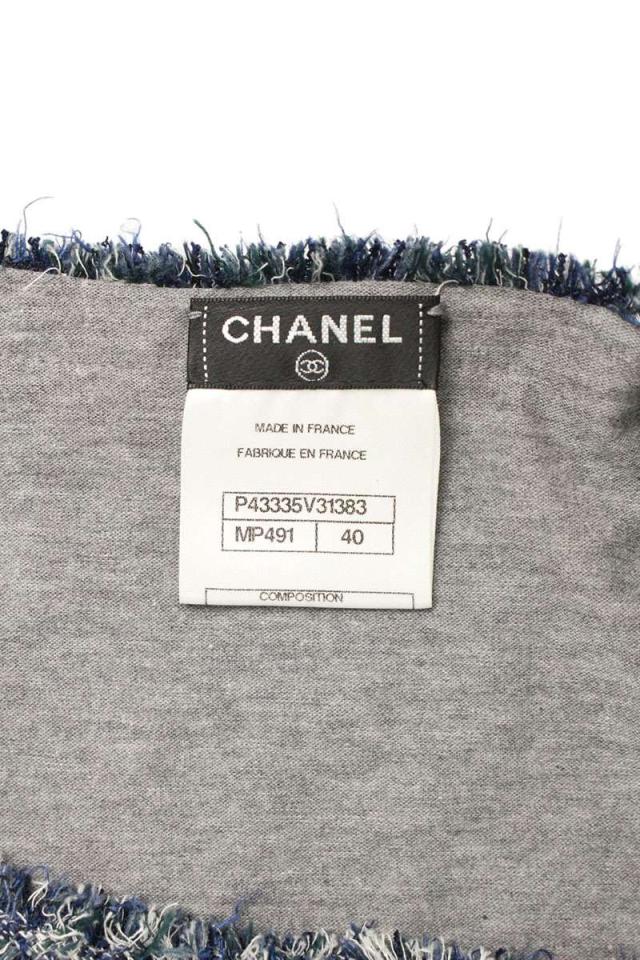 CHANEL
MADE IN FRANCE
FABRIQUE EN FRANCE
P43335V31383
MP491 40
COMPOSITION